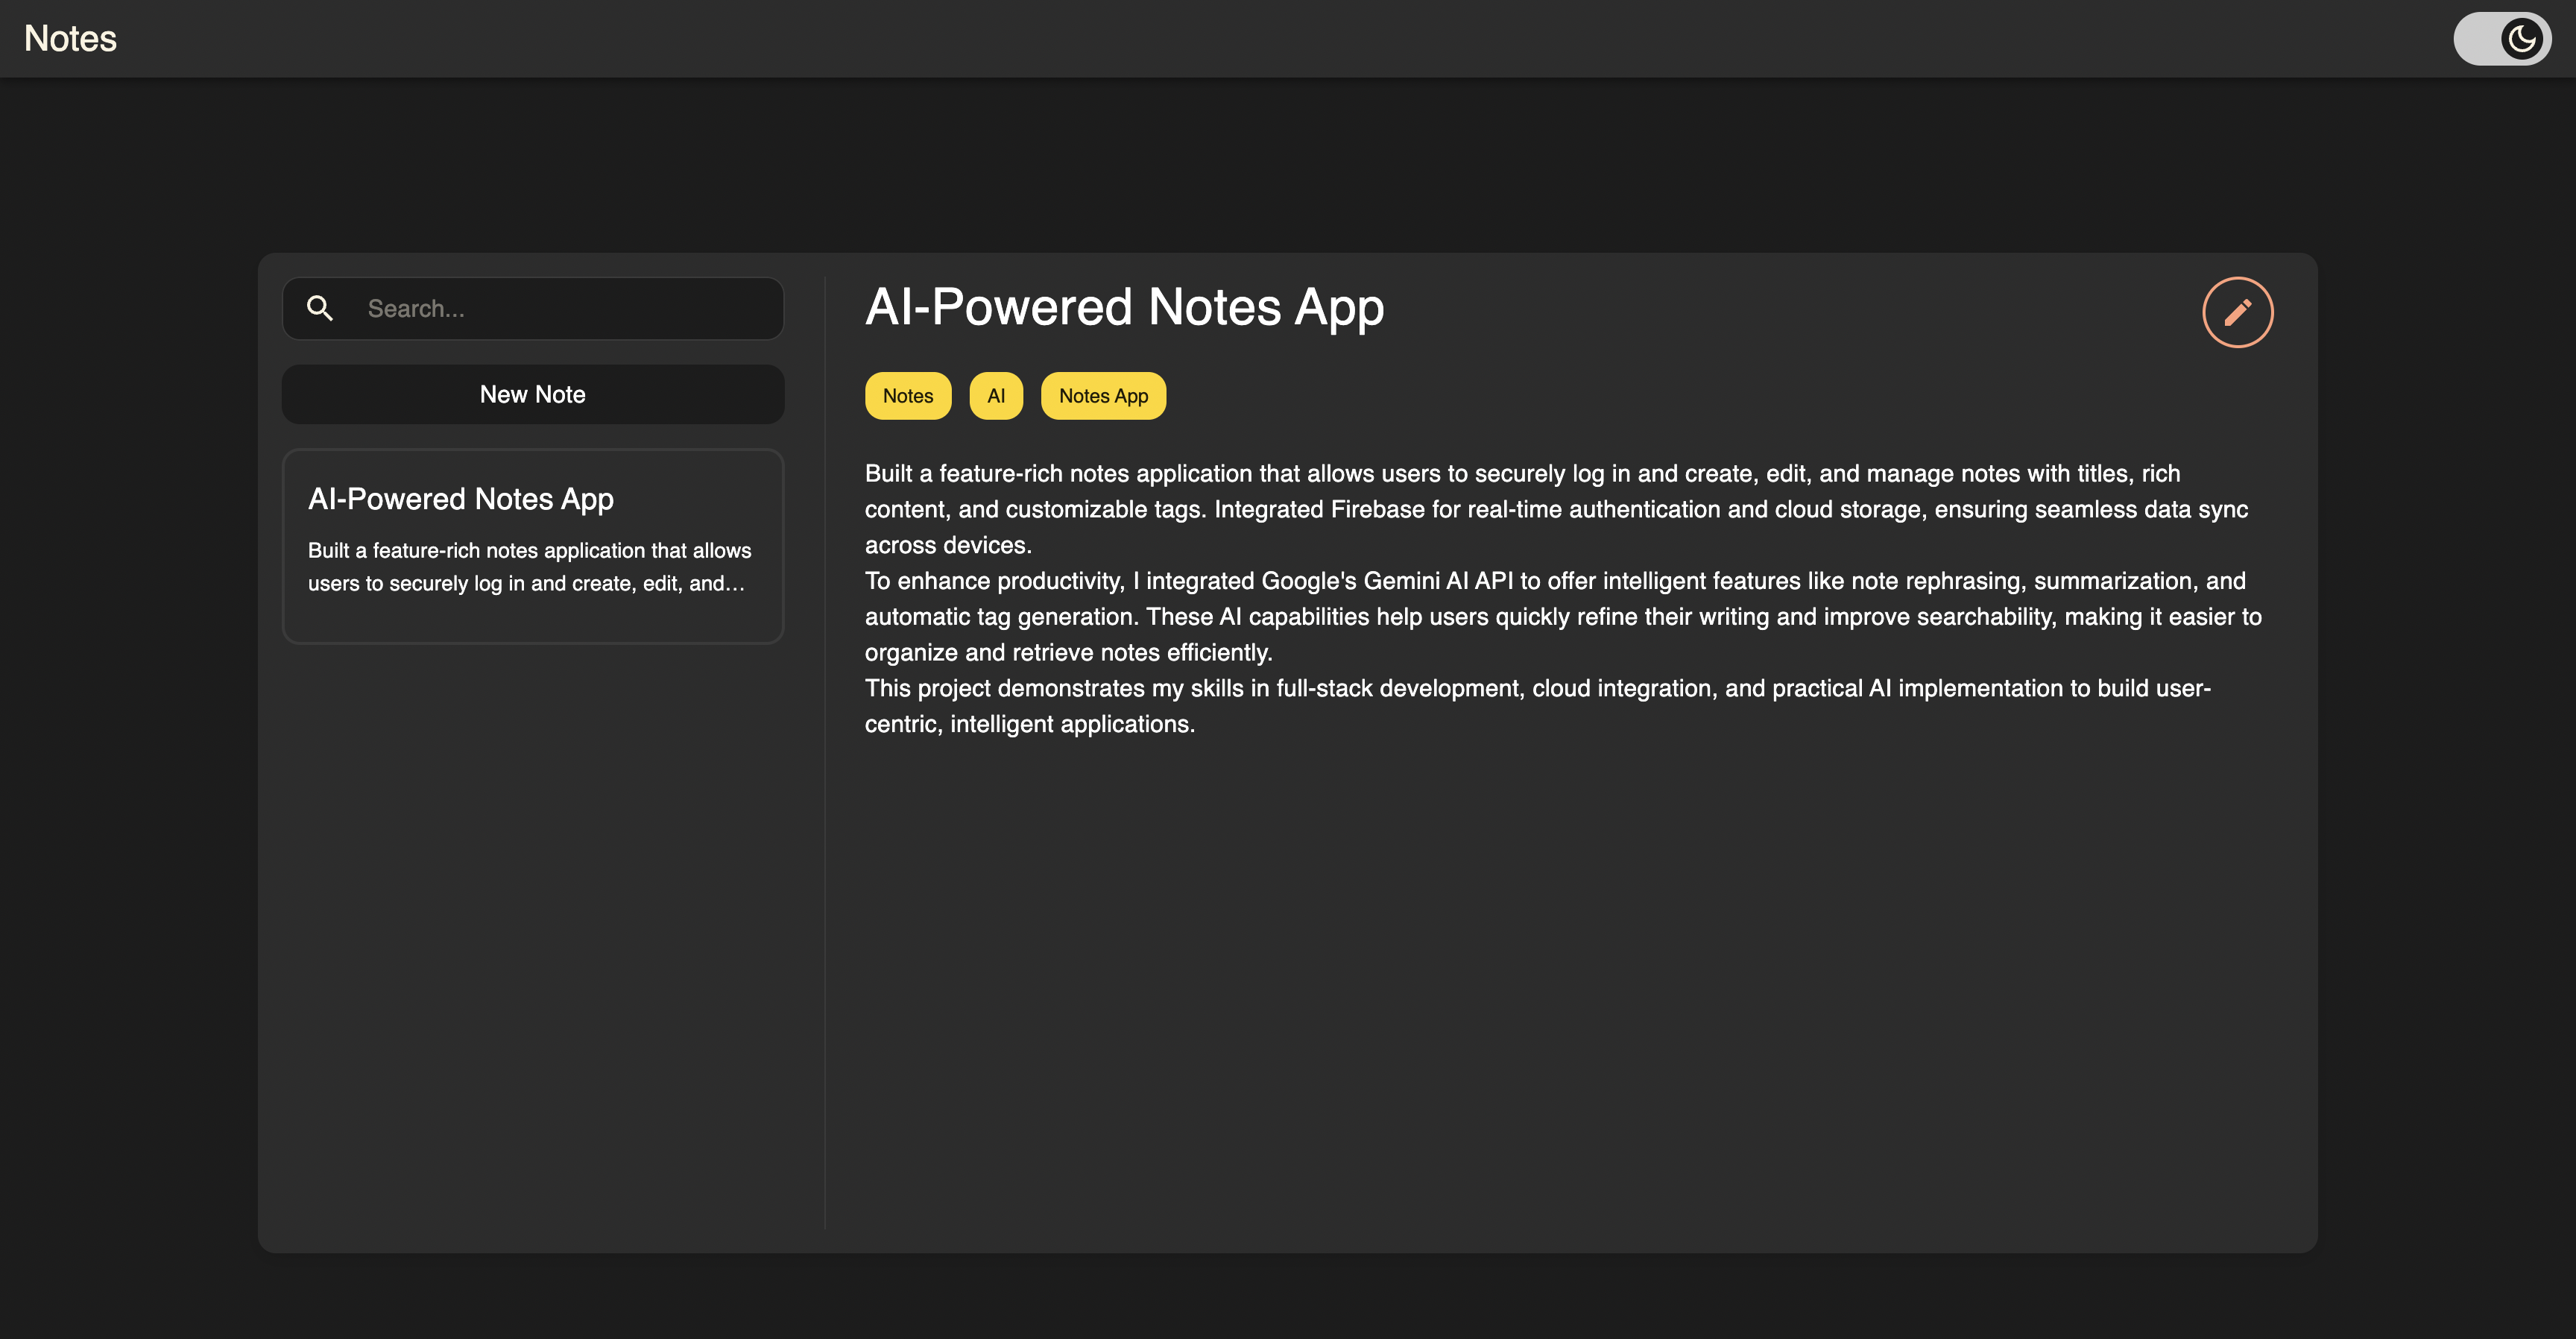 Notes
Search...
New Note
AI-Powered Notes App
Built a feature-rich notes application that allows
users to securely log in and create, edit, and...
AI-Powered Notes App
Notes AI Notes App
Built a feature-rich notes application that allows users to securely log in and create, edit, and manage notes with titles, rich
content, and customizable tags. Integrated Firebase for real-time authentication and cloud storage, ensuring seamless data sync
across devices.
To enhance productivity, I integrated Google's Gemini AI API to offer intelligent features like note rephrasing, summarization, and
automatic tag generation. These AI capabilities help users quickly refine their writing and improve searchability, making it easier to
organize and retrieve notes efficiently.
This project demonstrates my skills in full-stack development, cloud integration, and practical AI implementation to build user-
centric, intelligent applications.